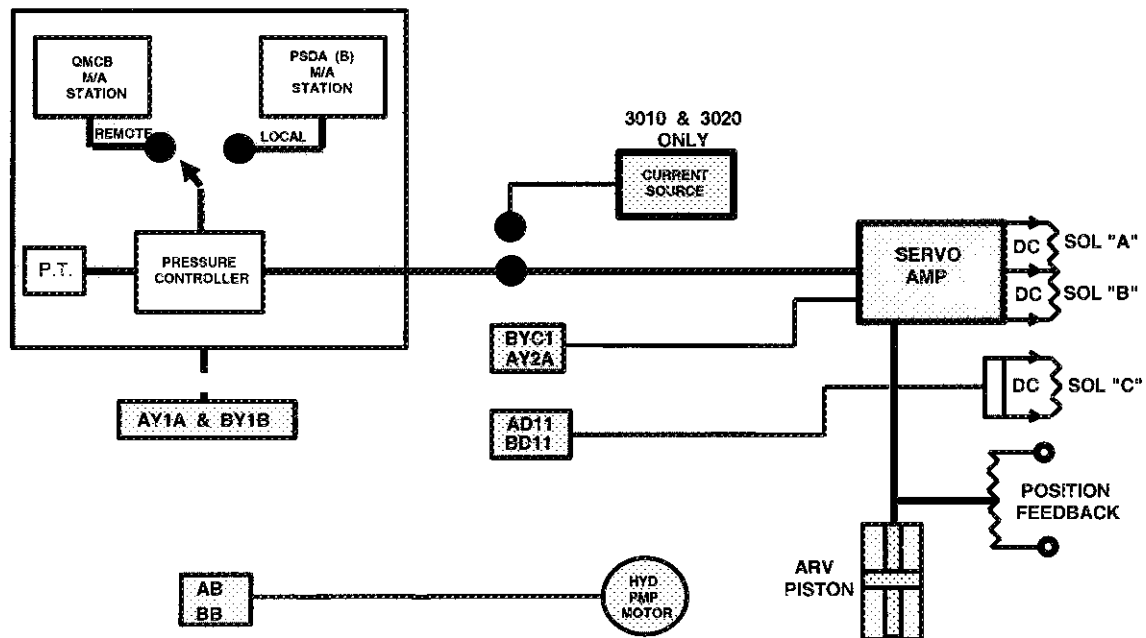 QMCB
M/A
STATION
PSDA (B)
M/A
STATION
REMOTE
LOCAL
3010 & 3020
ONLY
CURRENT
SOURCE
P.T.
PRESSURE
CONTROLLER
SERVO
AMP
DC
SOL "A"
DC
SOL "B"
BYC1
AY2A
DC
SOL "C"
AY1A & BY1B
AD11
BD11
POSITION
FEEDBACK
ARV
PISTON
AB
BB
HYD
PMP
MOTOR